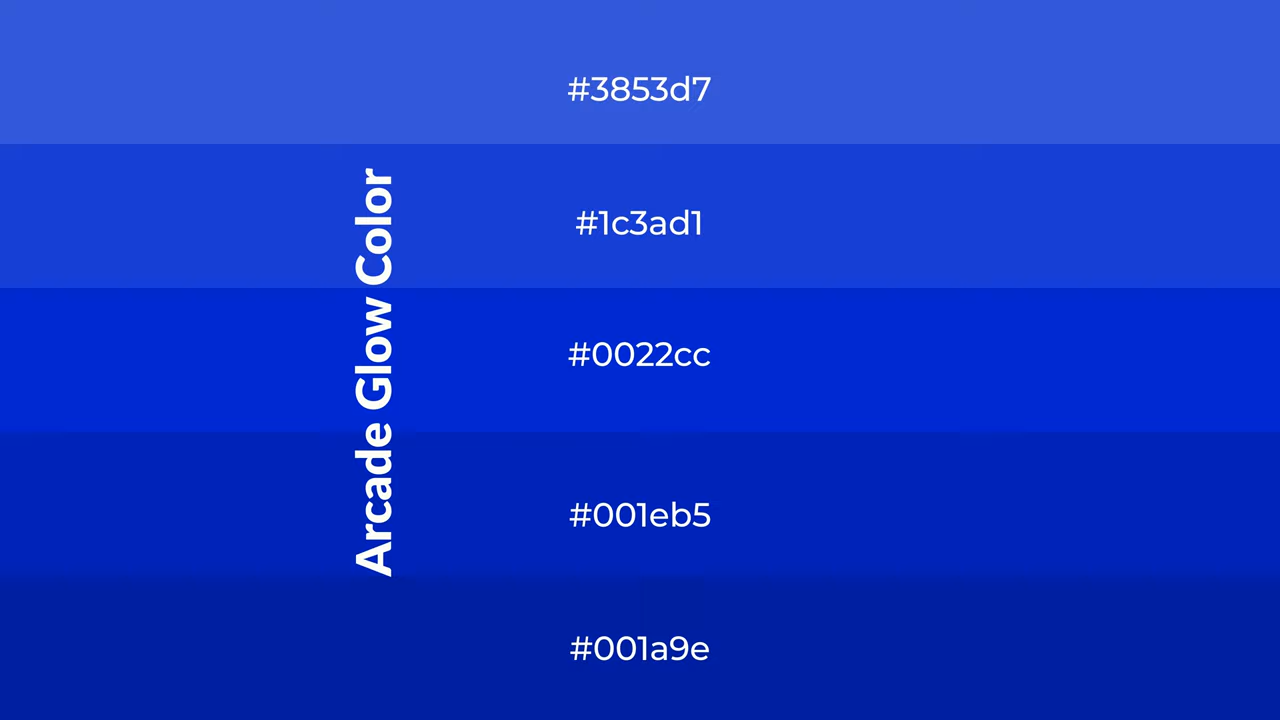 Arcade Glow Color
#3853d7
#1c3ad1
#0022cc
#001eb5
#001a9e